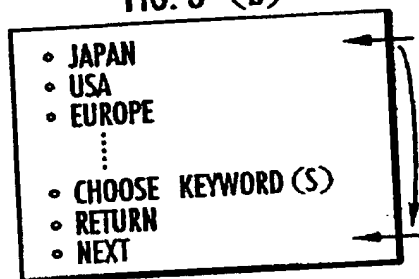 • JAPAN
• USA
• EUROPE
• CHOOSE KEYWORD(S)
• RETURN
• NEXT